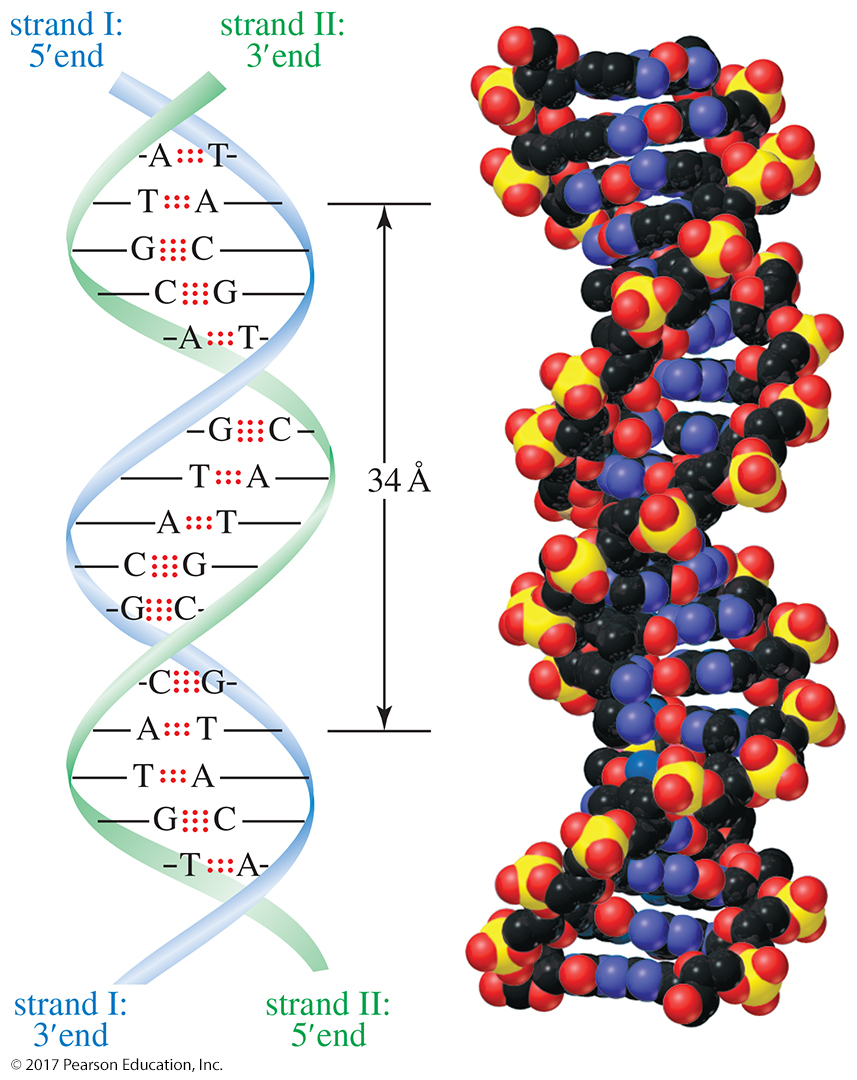 strand I:
5′end
strand II:
3′end
-A T-
T A
G C
C G
-A T-
-G C-
T A
34 Å
A T
C G
-G C-
-C G-
A T
T A
G C
-T A-
strand I:
3′end
strand II:
5′end
© 2017 Pearson Education, Inc.